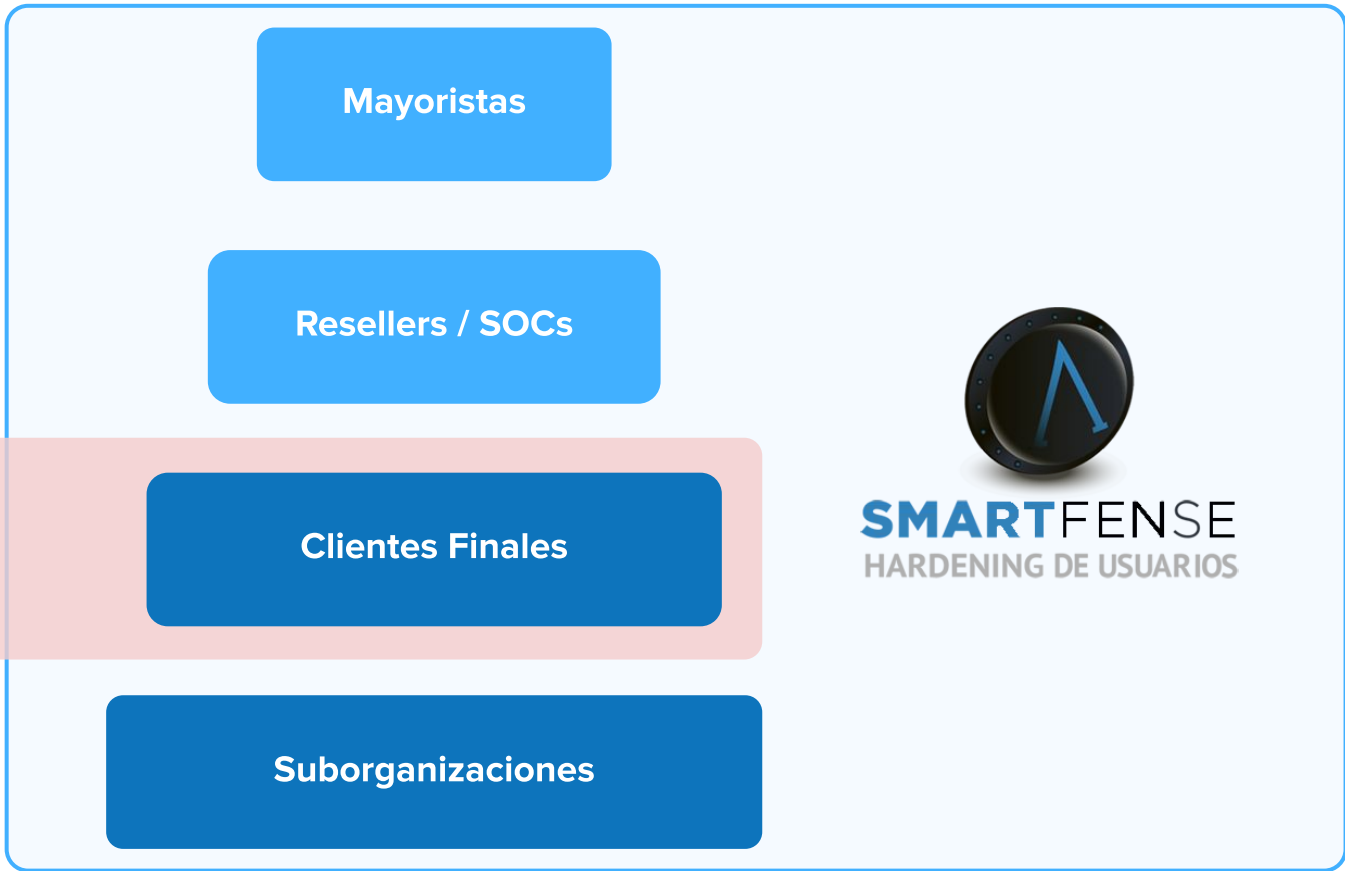 Mayoristas
Resellers / SOCs
Clientes Finales
Suborganizaciones
SMARTFENSE
HARDENING DE USUARIOS